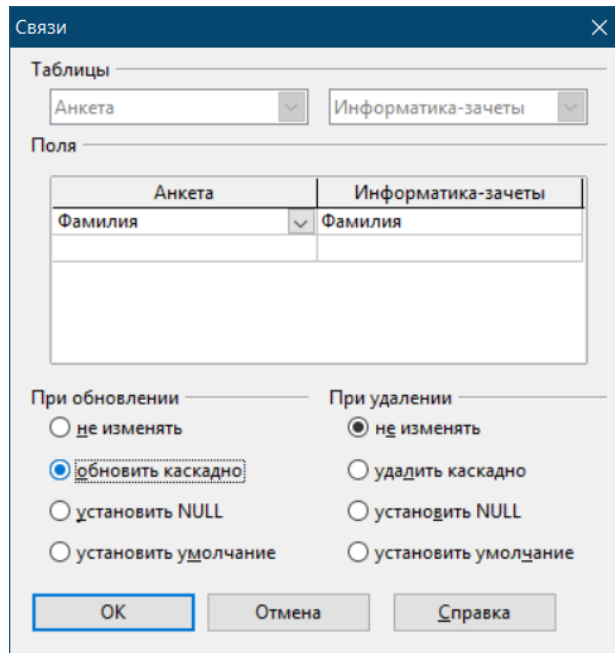 Связи
Таблицы
Анкета Информатика-зачеты
Поля
Анкета Информатика-зачеты
Фамилия Фамилия
При обновлении При удалении
не изменять не изменять
обновить каскадно удалить каскадно
установить NULL установить NULL
установить умолчание установить умолчание
ОК Отмена Справка